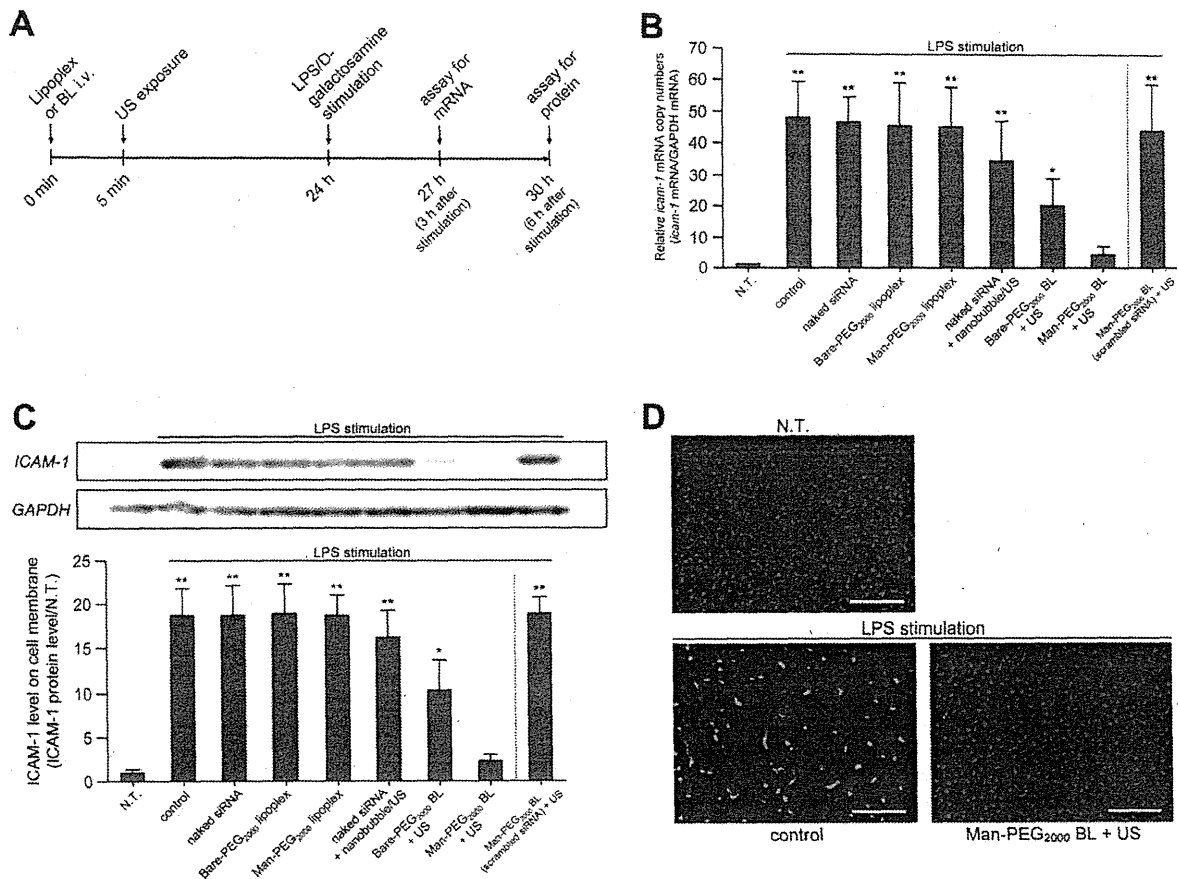 A
Lipoplex
or BL i.v.
US exposure
LPS/D-
galactosamine
stimulation
assay for
mRNA
assay for
protein
0 min
5 min
24 h
27 h
(3 h after
stimulation)
30 h
(6 h after
stimulation)
B
LPS stimulation
Relative icam-1 mRNA copy numbers
(icam-1 mRNA/GAPDH mRNA)
70
60
50
40
30
20
10
0
**
**
**
**
**
*
**
N.T.
control
naked siRNA
Bare-PEG2000 lipoplex
Man-PEG2000 lipoplex
naked siRNA
+ nanobubble/US
Bare-PEG2000 BL
+ US
Man-PEG2000 BL
+ US
Man-PEG2000 BL
(scrambled siRNA) + US
C
LPS stimulation
ICAM-1
GAPDH
LPS stimulation
ICAM-1 level on cell membrane
(ICAM-1 protein level/N.T.)
25
20
15
10
5
0
**
**
**
**
**
*
**
N.T.
control
naked siRNA
Bare-PEG2000 lipoplex
Man-PEG2000 lipoplex
naked siRNA
+ nanobubble/US
Bare-PEG2000 BL
+ US
Man-PEG2000 BL
+ US
Man-PEG2000 BL
(scrambled siRNA) + US
D
N.T.
LPS stimulation
control
Man-PEG2000 BL + US